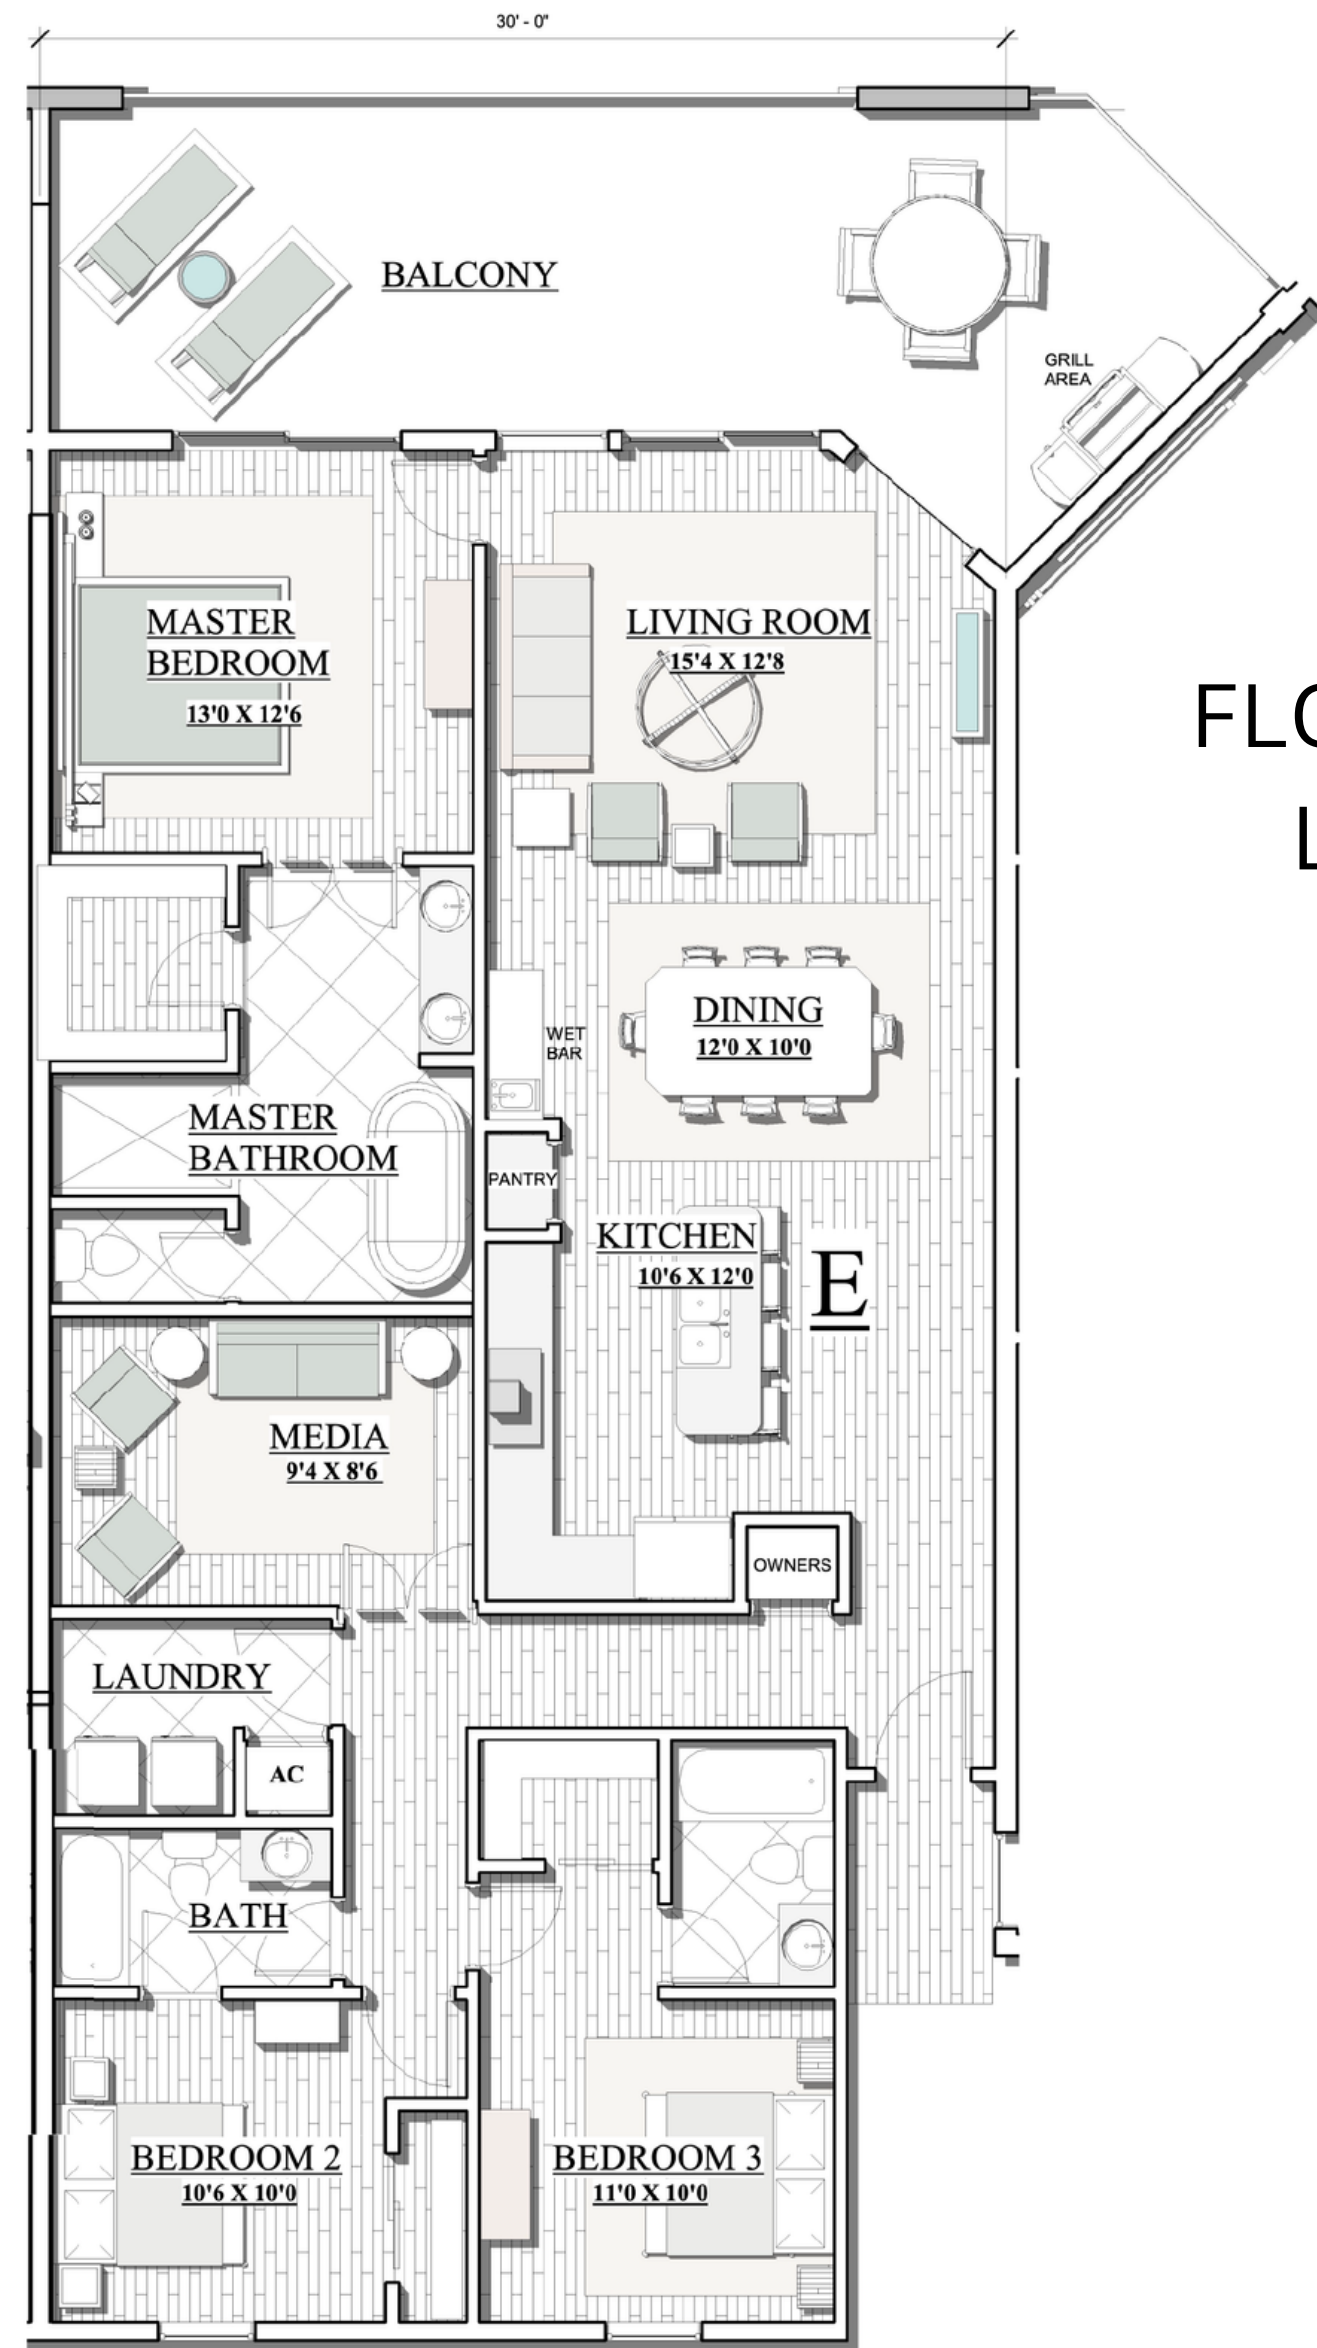 30' - 0"
BALCONY
GRILL
AREA
MASTER
BEDROOM
13'0 X 12'6
LIVING ROOM
15'4 X 12'8
DINING
12'0 X 10'0
WET
BAR
MASTER
BATHROOM
PANTRY
KITCHEN
10'6 X 12'0
E
MEDIA
9'4 X 8'6
OWNERS
LAUNDRY
AC
BATH
BEDROOM 2
10'6 X 10'0
BEDROOM 3
11'0 X 10'0